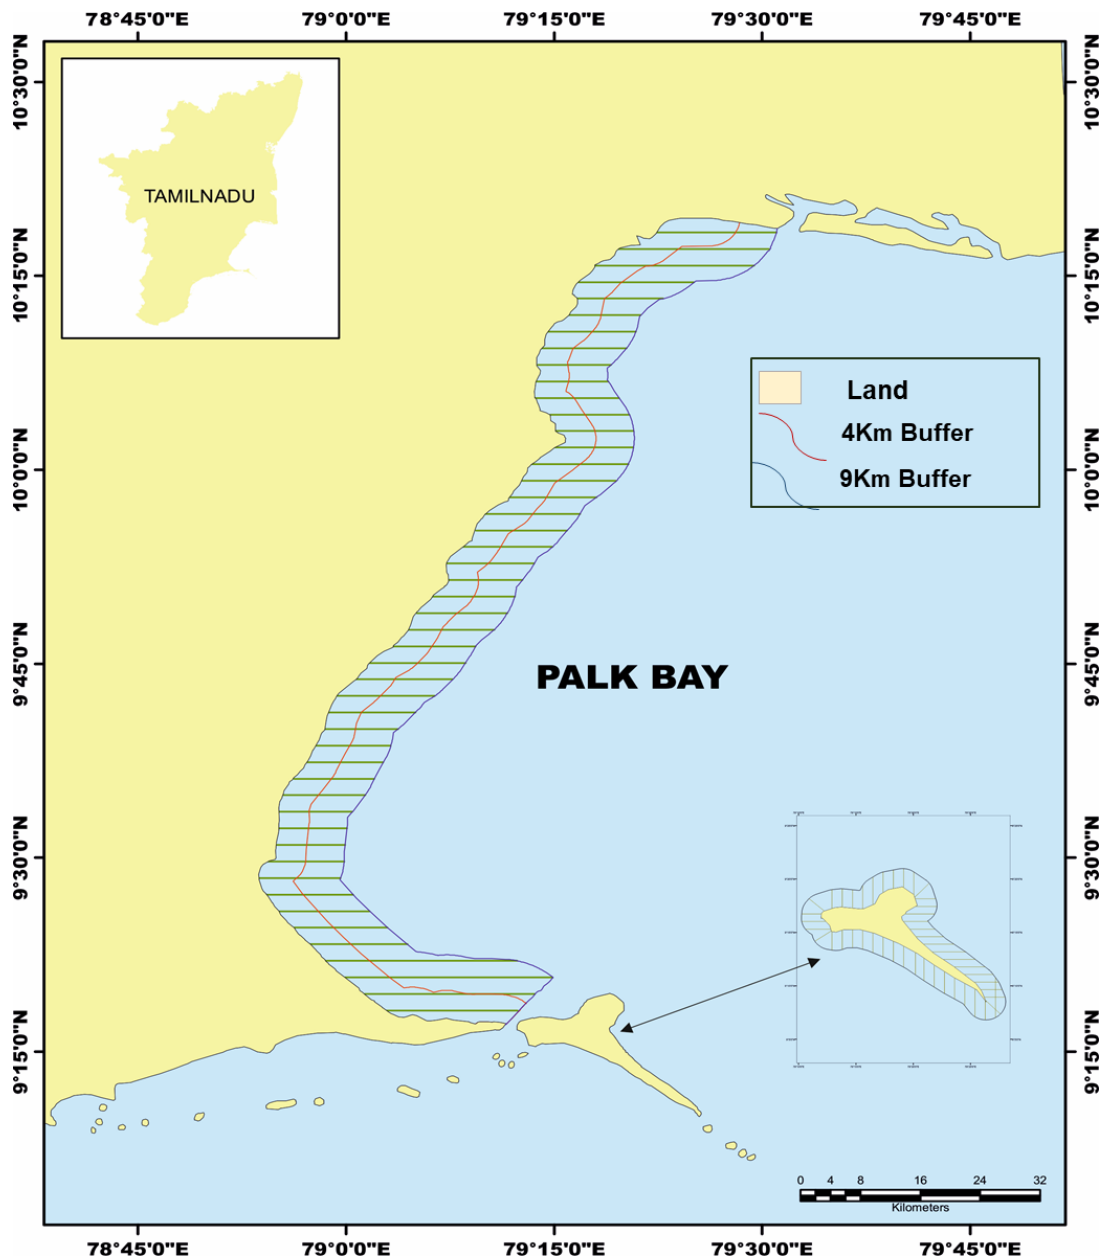 78°45'0"E 79°0'0"E 79°15'0"E 79°30'0"E 79°45'0"E
10°30'0"N 10°30'0"N
TAMILNADU
10°15'0"N 10°15'0"N
Land
4Km Buffer
9Km Buffer
10°0'0"N 10°0'0"N
PALK BAY
9°45'0"N 9°45'0"N
9°30'0"N 9°30'0"N
9°15'0"N 9°15'0"N
0 4 8 16 24 32
Kilometers
78°45'0"E 79°0'0"E 79°15'0"E 79°30'0"E 79°45'0"E